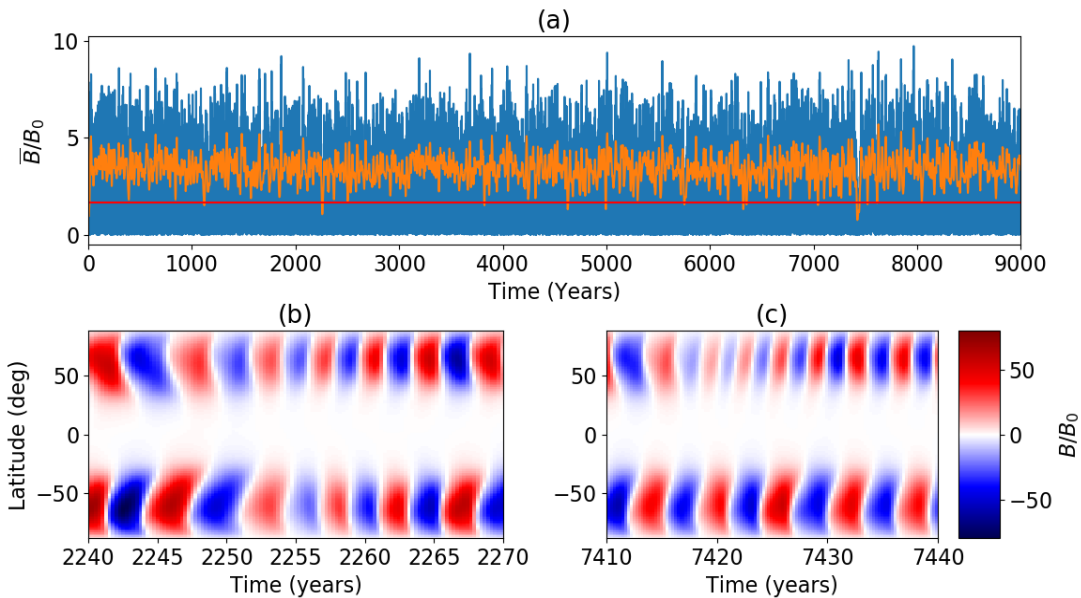 (a)
10
5
0
B̅/B₀
0 1000 2000 3000 4000 5000 6000 7000 8000 9000
Time (Years)
(b)
50
0
−50
Latitude (deg)
2240 2245 2250 2255 2260 2265 2270
Time (years)
(c)
50
0
−50
7410 7420 7430 7440
Time (years)
50
0
−50
B/B₀